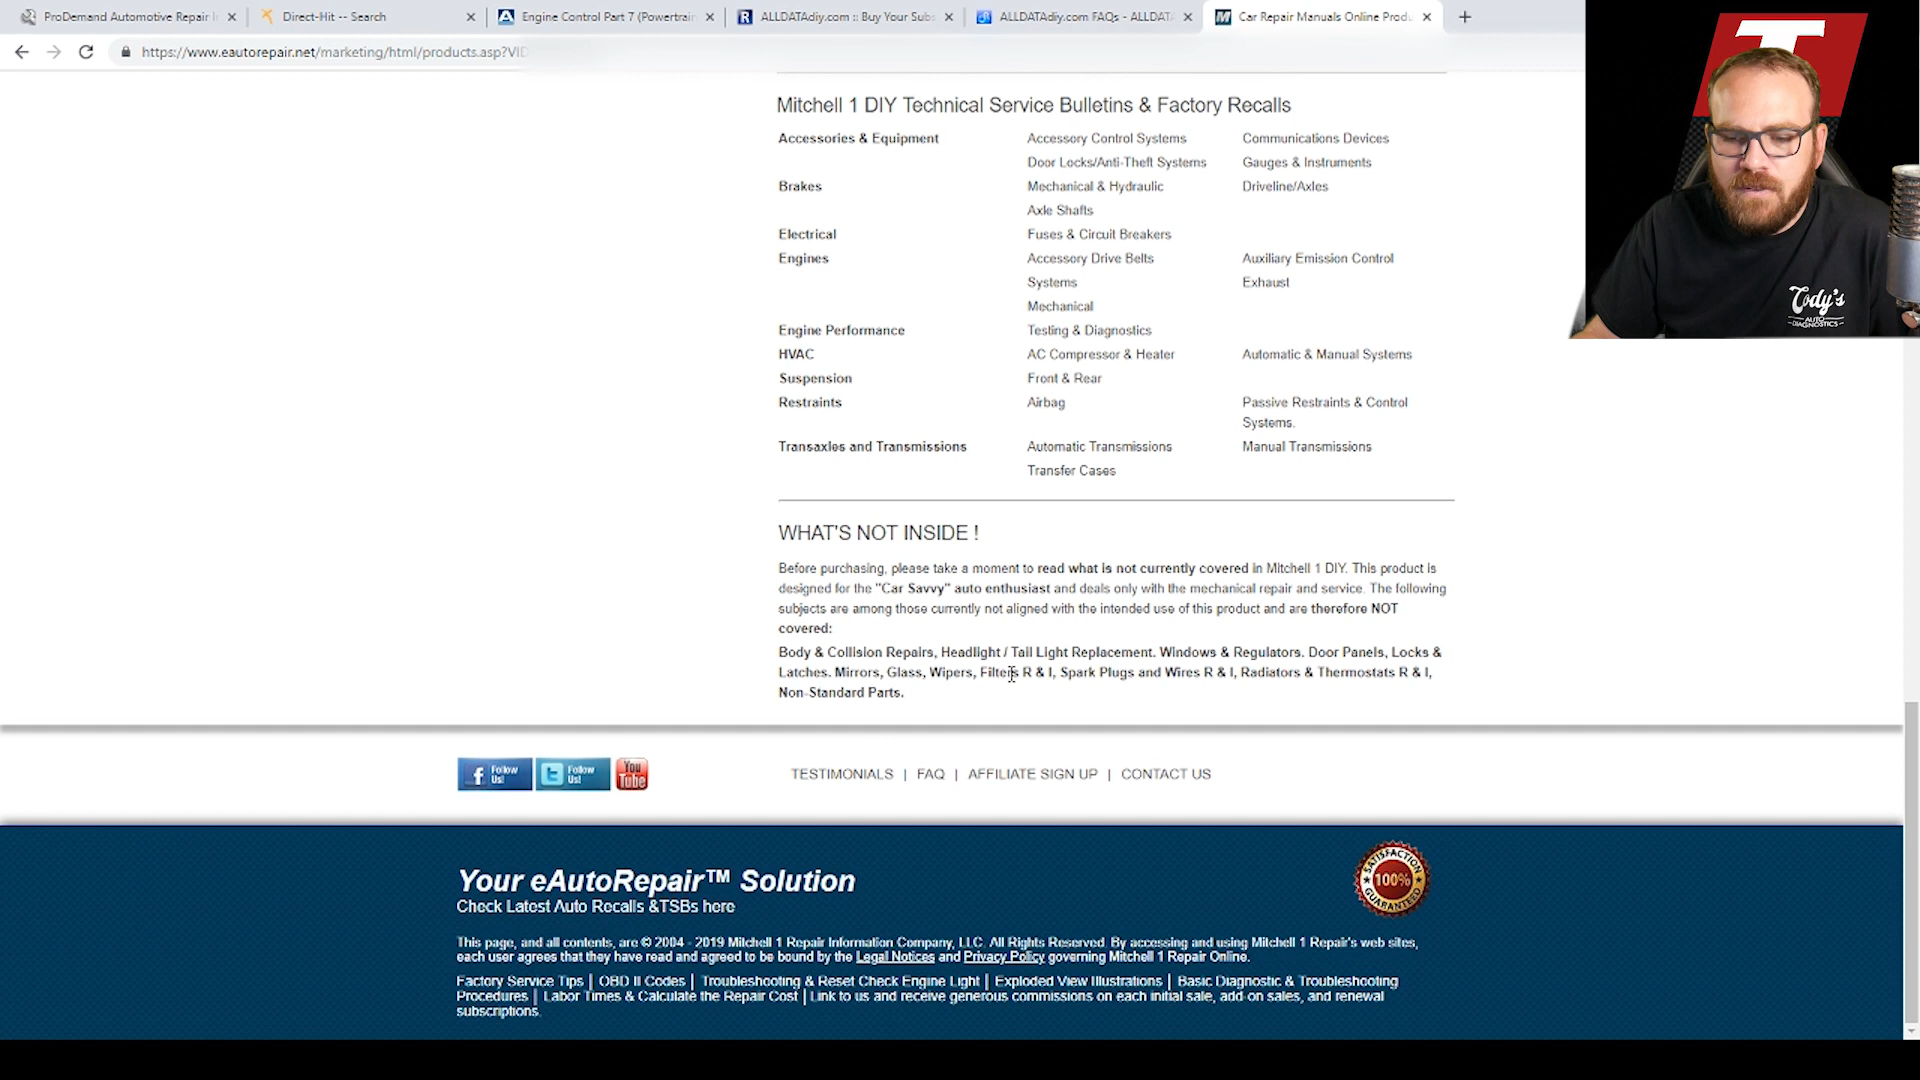 ProDemand Automotive Repair I
Direct-Hit -- Search
Engine Control Part 7 (Powertrain
ALLDATAdiy.com :: Buy Your Subs
ALLDATAdiy.com FAQs - ALLDATA
Car Repair Manuals Online Produ
https://www.eautorepair.net/marketing/html/products.asp?VID
T
Mitchell 1 DIY Technical Service Bulletins & Factory Recalls
Accessories & Equipment Accessory Control Systems Communications Devices
Door Locks/Anti-Theft Systems Gauges & Instruments
Brakes Mechanical & Hydraulic Driveline/Axles
Axle Shafts
Electrical Fuses & Circuit Breakers
Engines Accessory Drive Belts Auxiliary Emission Control
Systems Exhaust
Mechanical
Engine Performance Testing & Diagnostics
HVAC AC Compressor & Heater Automatic & Manual Systems
Suspension Front & Rear
Restraints Airbag Passive Restraints & Control
Systems.
Transaxles and Transmissions Automatic Transmissions Manual Transmissions
Transfer Cases
Cody's
AUTO
DIAGNOSTICS
WHAT'S NOT INSIDE !
Before purchasing, please take a moment to read what is not currently covered in Mitchell 1 DIY. This product is
designed for the "Car Savvy" auto enthusiast and deals only with the mechanical repair and service. The following
subjects are among those currently not aligned with the intended use of this product and are therefore NOT
covered:
Body & Collision Repairs, Headlight / Tail Light Replacement. Windows & Regulators. Door Panels, Locks &
Latches. Mirrors, Glass, Wipers, Filters R & I, Spark Plugs and Wires R & I, Radiators & Thermostats R & I,
Non-Standard Parts.
f Follow Us!
t Follow Us!
You Tube
TESTIMONIALS | FAQ | AFFILIATE SIGN UP | CONTACT US
Your eAutoRepair™ Solution
Check Latest Auto Recalls &TSBs here
SATISFACTION
100%
GUARANTEED
This page, and all contents, are © 2004 - 2019 Mitchell 1 Repair Information Company, LLC. All Rights Reserved. By accessing and using Mitchell 1 Repair's web sites,
each user agrees that they have read and agreed to be bound by the Legal Notices and Privacy Policy governing Mitchell 1 Repair Online.
Factory Service Tips | OBD II Codes | Troubleshooting & Reset Check Engine Light | Exploded View Illustrations | Basic Diagnostic & Troubleshooting
Procedures | Labor Times & Calculate the Repair Cost | Link to us and receive generous commissions on each initial sale, add on sales, and renewal
subscriptions.